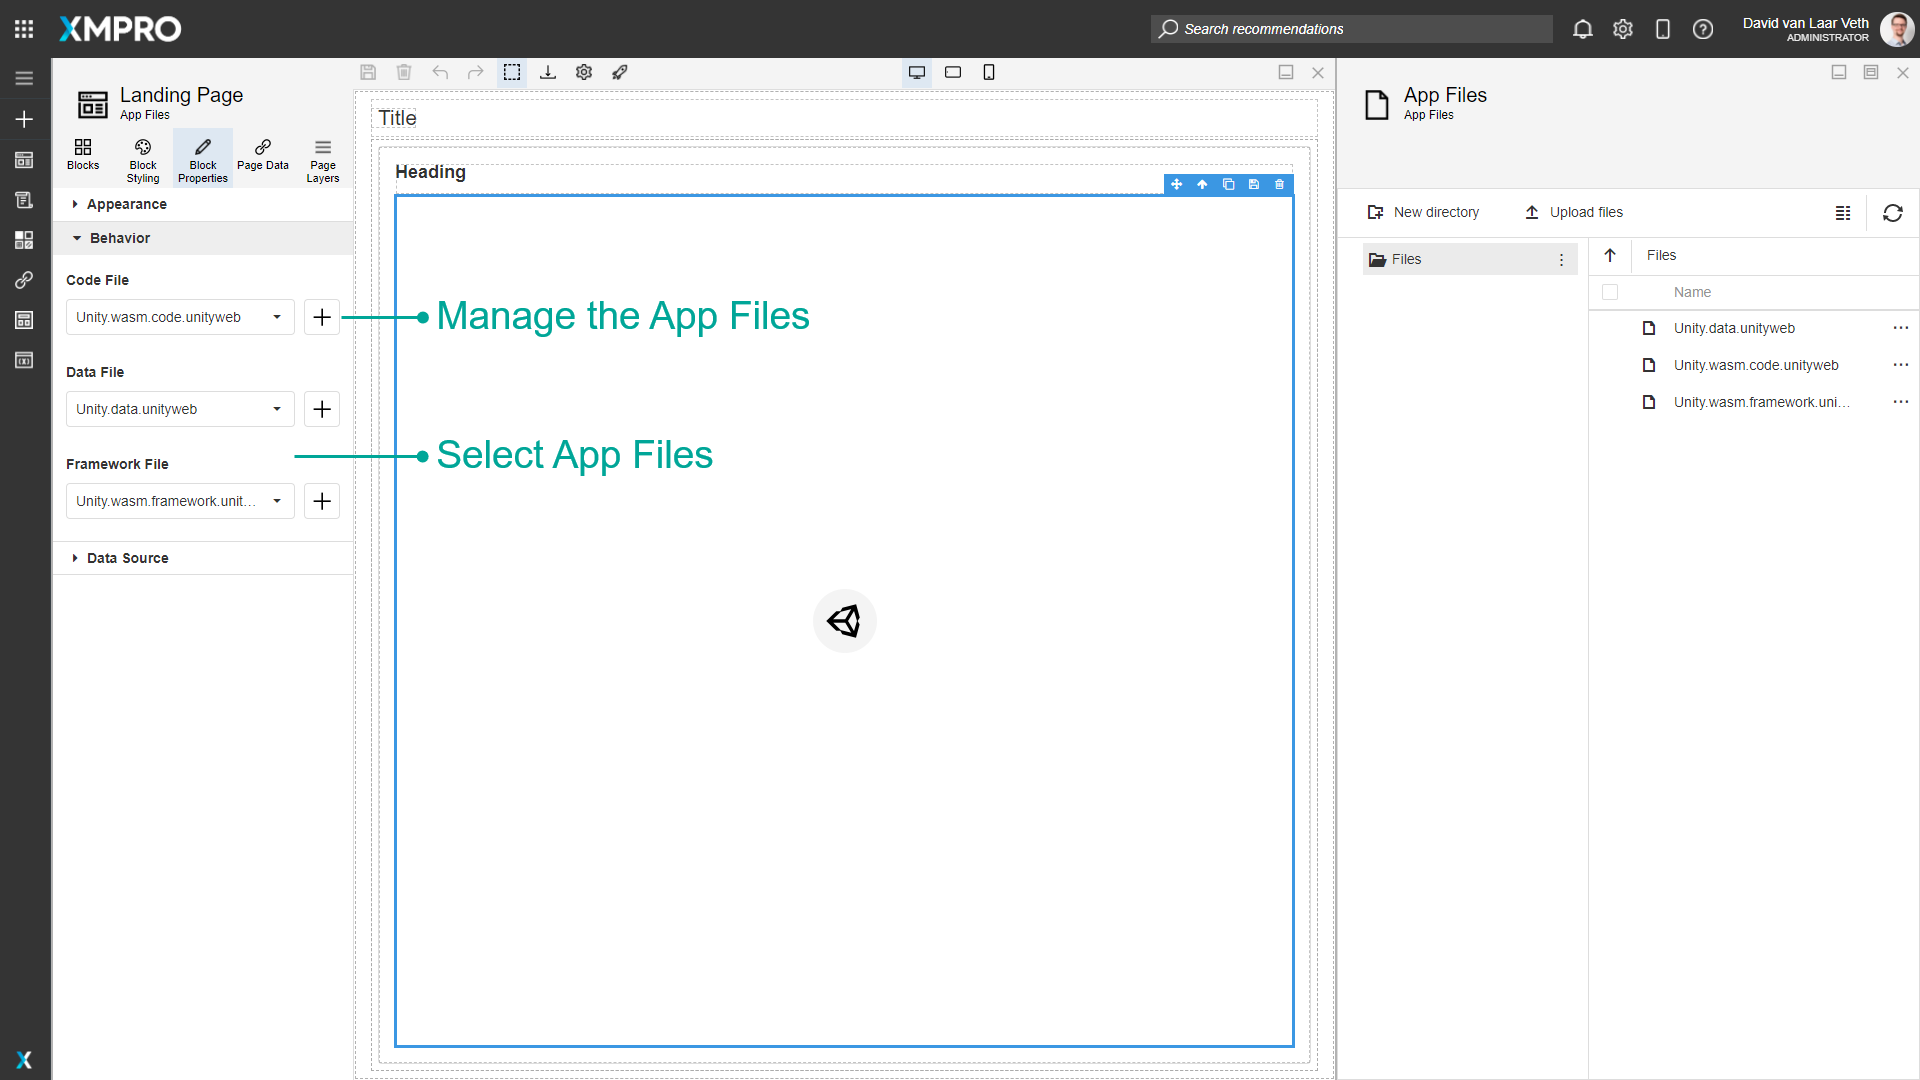 XMPRO
Search recommendations
David van Laar Veth
ADMINISTRATOR
Landing Page
App Files
Blocks
Block Styling
Block Properties
Page Data
Page Layers
Appearance
Behavior
Code File
Unity.wasm.code.unityweb
Data File
Unity.data.unityweb
Framework File
Unity.wasm.framework.unit...
Data Source
Title
Heading
Manage the App Files
Select App Files
App Files
App Files
New directory
Upload files
Files
Files
Name
Unity.data.unityweb
Unity.wasm.code.unityweb
Unity.wasm.framework.uni...